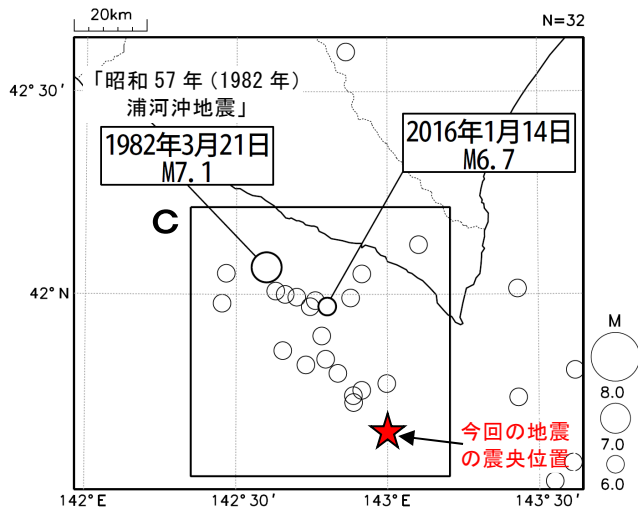 20km
N=32
42°30′
「昭和 57 年 (1982 年)
浦河沖地震」
1982年3月21日
M7.1
2016年1月14日
M6.7
C
42°N
M
8.0
7.0
6.0
今回の地震
の震央位置
142°E
142°30′
143°E
143°30′